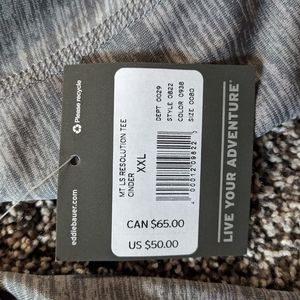 Please recycle
eddiebauer.com
MT LS RESOLUTION TEE
CINDER
XXL
DEPT 0029
STYLE 0822
COLOR 0938
SIZE 0080
CAN $65.00
US $50.00
LIVE YOUR ADVENTURE